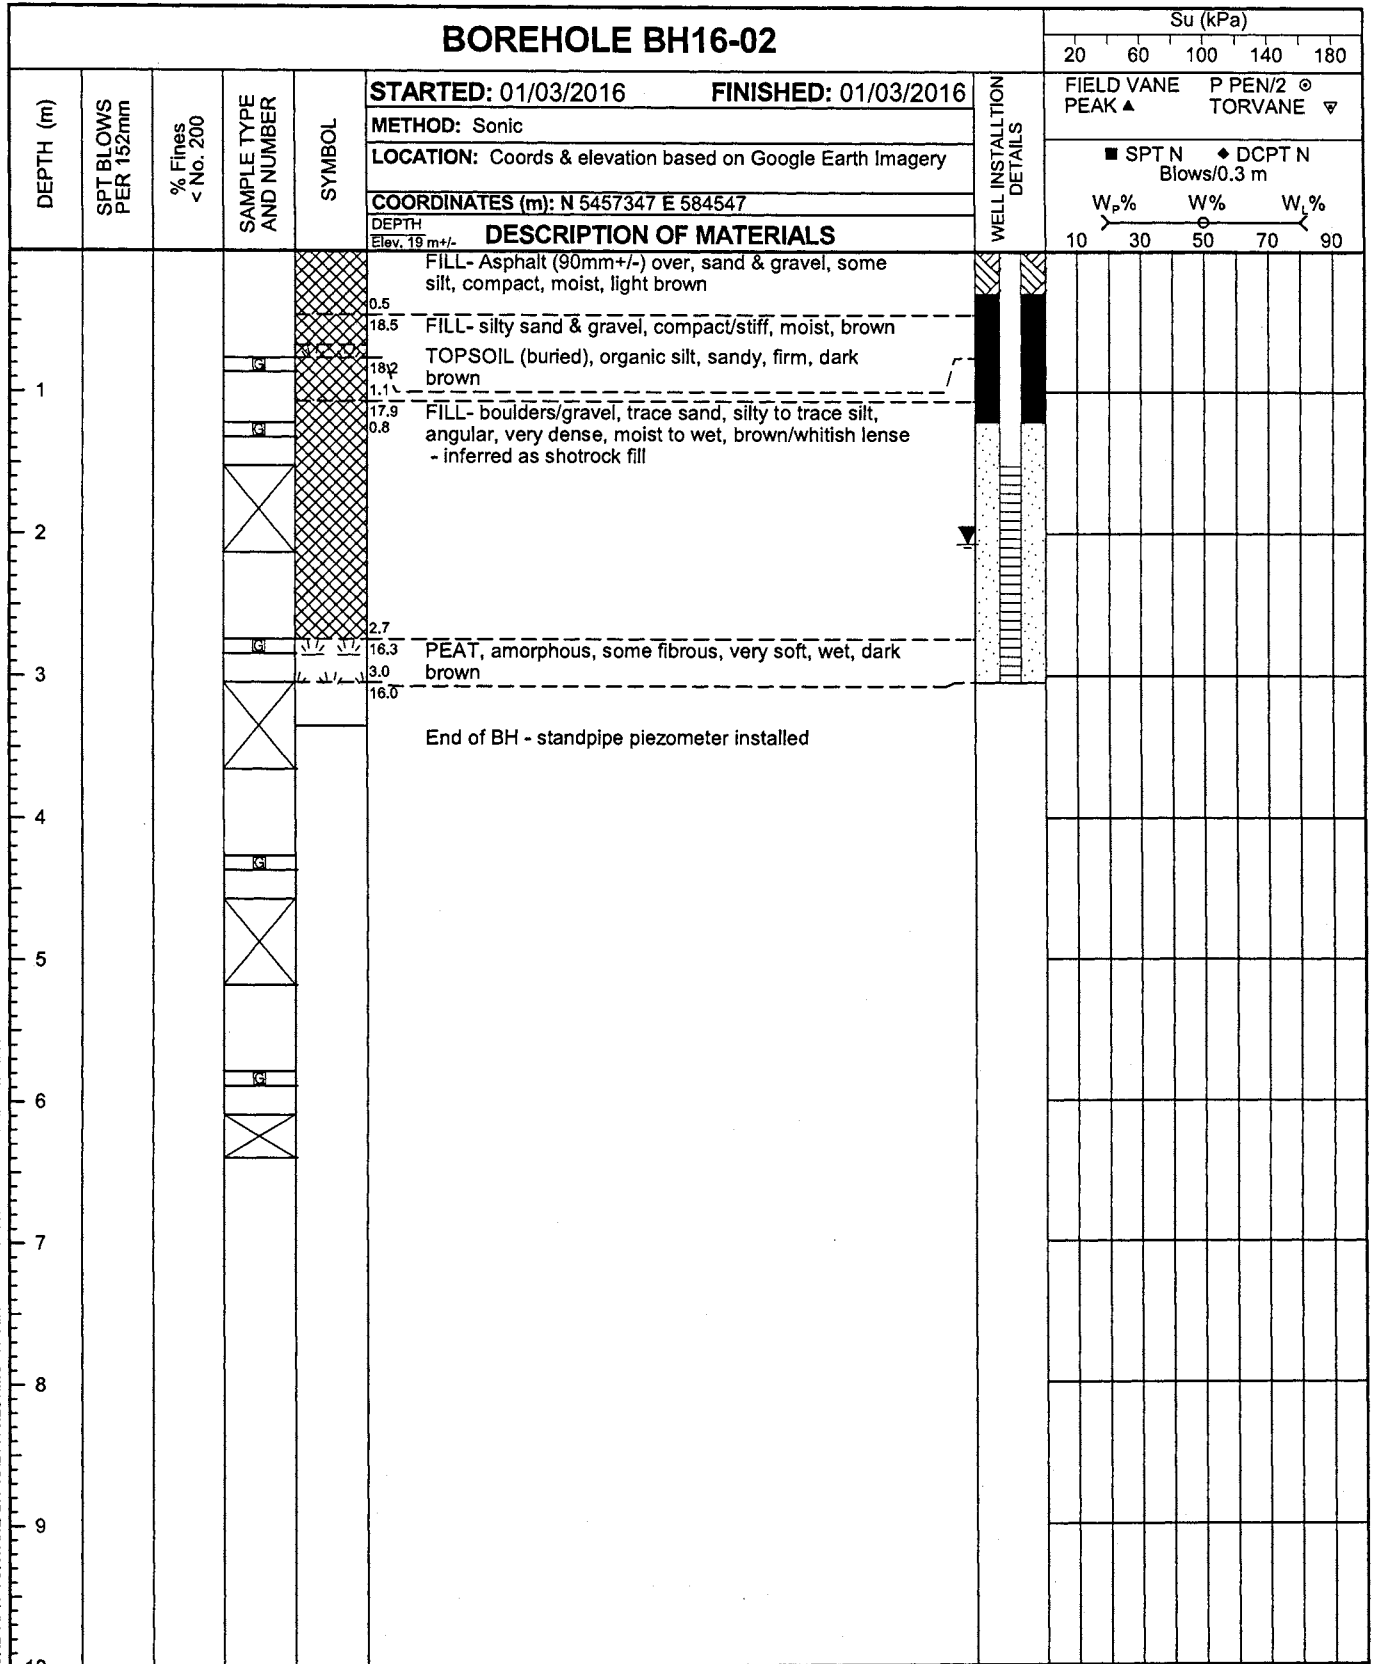 BOREHOLE BH16-02
Su (kPa)
20 60 100 140 180
DEPTH (m)
SPT BLOWS
PER 152mm
% Fines
< No. 200
SAMPLE TYPE
AND NUMBER
SYMBOL
STARTED: 01/03/2016 FINISHED: 01/03/2016
METHOD: Sonic
LOCATION: Coords & elevation based on Google Earth Imagery
COORDINATES (m): N 5457347 E 584547
DEPTH
Elev. 19 m+/-
DESCRIPTION OF MATERIALS
WELL INSTALLTION
DETAILS
FIELD VANE P PEN/2 ⊙
PEAK ▲ TORVANE
■ SPT N ◆ DCPT N
Blows/0.3 m
Wₚ% W% W_L%
10 30 50 70 90
FILL- Asphalt (90mm+/-) over, sand & gravel, some
silt, compact, moist, light brown
0.5
18.5 FILL- silty sand & gravel, compact/stiff, moist, brown
TOPSOIL (buried), organic silt, sandy, firm, dark
G
18.2
brown
1
1.1
17.9 FILL- boulders/gravel, trace sand, silty to trace silt,
G
0.8
angular, very dense, moist to wet, brown/whitish lense
- inferred as shotrock fill
2
2.7
G
16.3 PEAT, amorphous, some fibrous, very soft, wet, dark
brown
3
3.0
16.0
End of BH - standpipe piezometer installed
4
G
5
G
6
7
8
9